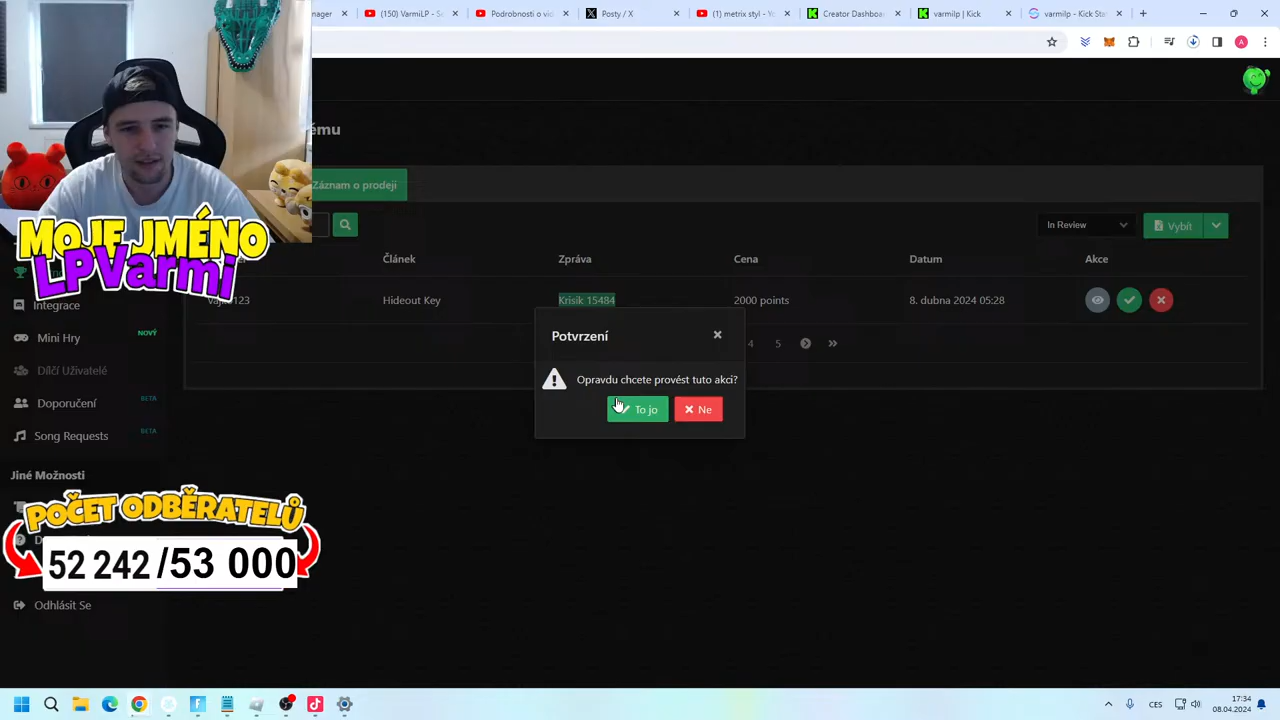 nager
(150) VarmiLP - S
Podrobnosti o vid
Posty / X
(1) metrix styl - Yo
Creator Dashboa
varmilp | Kick
varmilp - Kick Sta
A
ému
Záznam o prodeji
In Review
Vybít
Článek
Zpráva
Cena
Datum
Akce
123
Hideout Key
Krisik 15484
2000 points
8. dubna 2024 05:28
4
5
MOJE JMÉNO
LPVarmi
Integrace
Mini Hry
NOVÝ
Dílčí Uživatelé
Doporučení
BETA
Song Requests
BETA
Jiné Možnosti
Potvrzení
Opravdu chcete provést tuto akci?
To jo
Ne
POČET ODBĚRATELŮ
52 242 /53 000
Odhlásit Se
CES
17:34
08.04.2024